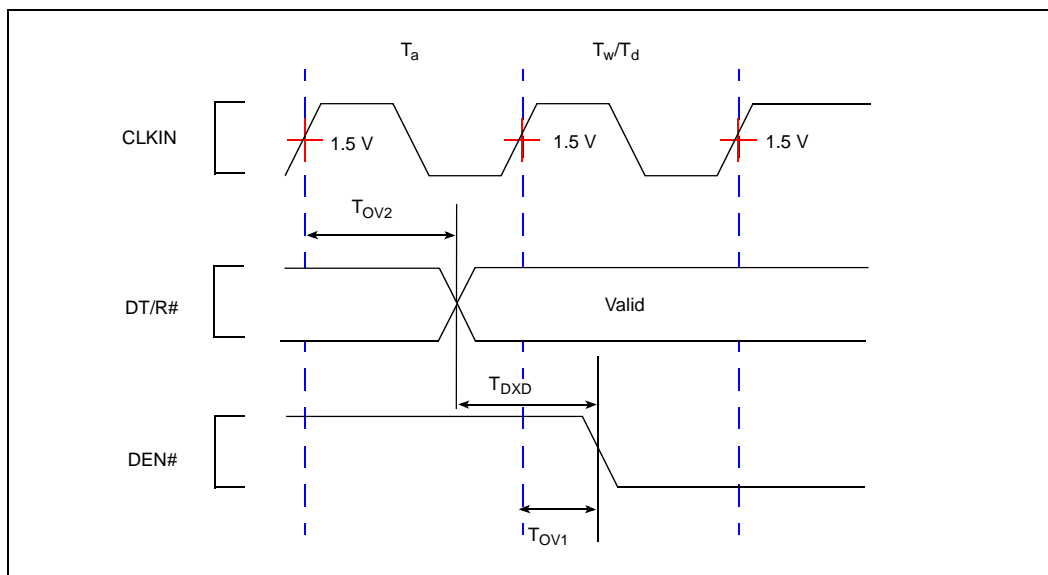 Ta
Tw/Td
CLKIN
1.5 V
1.5 V
1.5 V
TOV2
DT/R#
Valid
TDXD
DEN#
TOV1